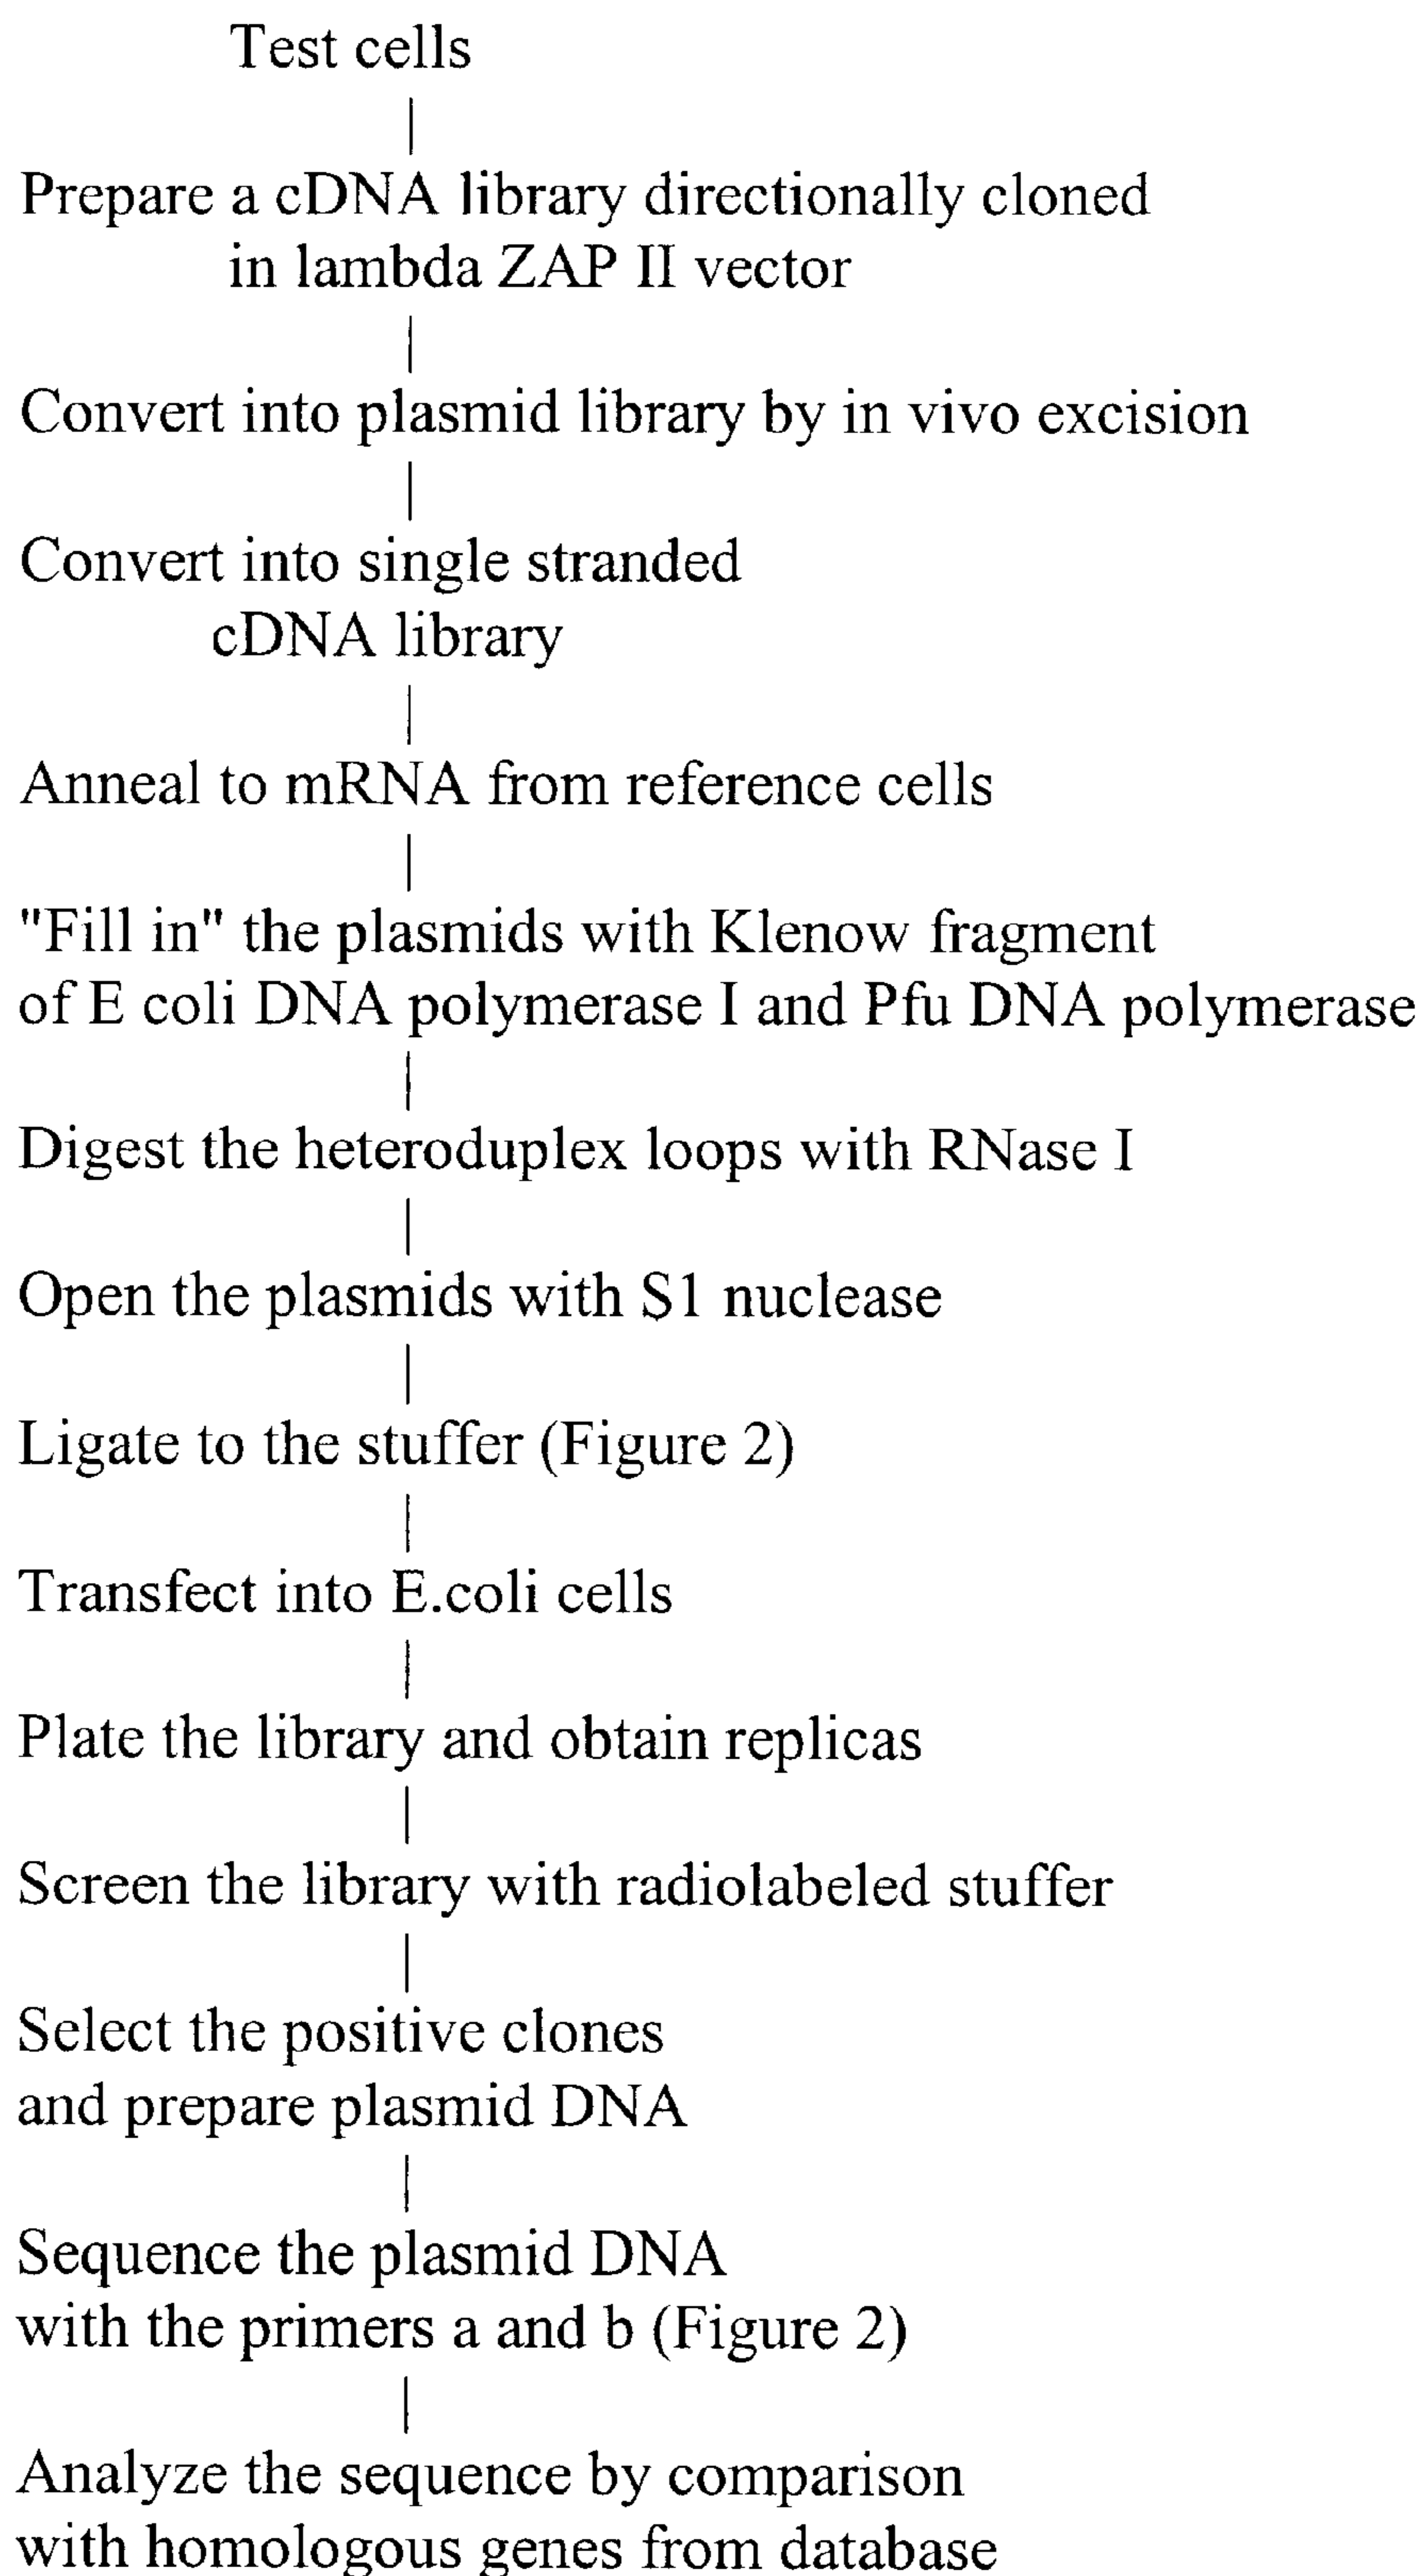 Test cells
Prepare a cDNA library directionally cloned
in lambda ZAP II vector
Convert into plasmid library by in vivo excision
Convert into single stranded
cDNA library
Anneal to mRNA from reference cells
"Fill in" the plasmids with Klenow fragment
of E coli DNA polymerase I and Pfu DNA polymerase
Digest the heteroduplex loops with RNase I
Open the plasmids with S1 nuclease
Ligate to the stuffer (Figure 2)
Transfect into E.coli cells
Plate the library and obtain replicas
Screen the library with radiolabeled stuffer
Select the positive clones
and prepare plasmid DNA
Sequence the plasmid DNA
with the primers a and b (Figure 2)
Analyze the sequence by comparison
with homologous genes from database